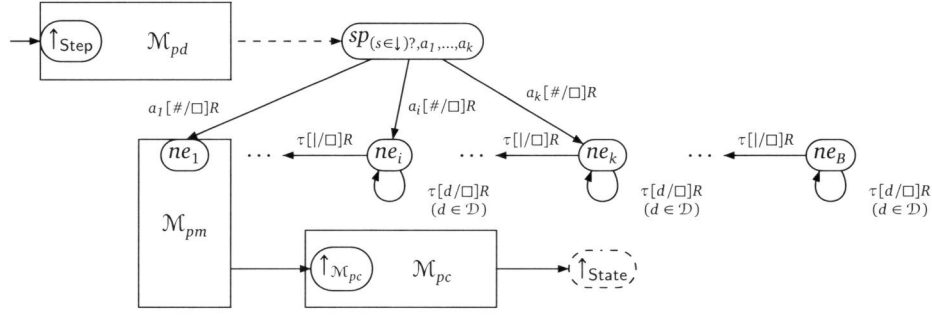 ↑Step
ℳpd
sp(s∈↓)?,a1,...,ak
a1[#/□]R
ai[#/□]R
ak[#/□]R
ne1
...
τ[|/□]R
nei
...
τ[|/□]R
nek
...
τ[|/□]R
neB
τ[d/□]R
(d ∈ 𝒟)
τ[d/□]R
(d ∈ 𝒟)
τ[d/□]R
(d ∈ 𝒟)
ℳpm
↑ℳpc
ℳpc
↑State